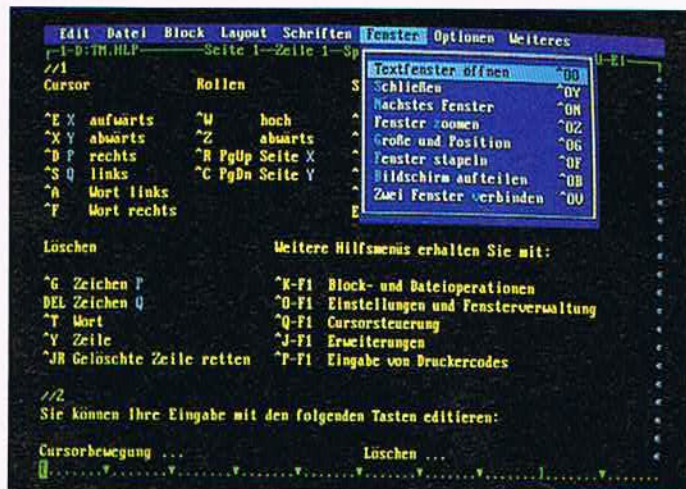 Edit Datei Block Layout Schriften Fenster Optionen Weiteres
1-D:TM.HLP Seite 1 Zeile 1 Sp U-E1
//1
Cursor Rollen S
^E X aufwärts ^W hoch ^
^X Y abwärts ^Z abwärts ^
^D P rechts ^R PgUp Seite X ^
^S Q links ^C PgDn Seite Y ^
^A Wort links ^
^F Wort rechts E
Textfenster öffnen ^OO
Schließen ^OY
Nächstes Fenster ^ON
Fenster zoomen ^OZ
Größe und Position ^OG
Fenster stapeln ^OF
Bildschirm aufteilen ^OB
Zwei Fenster verbinden ^OV
Löschen Weitere Hilfsmenüs erhalten Sie mit:
^G Zeichen P ^K-F1 Block- und Dateioperationen
DEL Zeichen Q ^O-F1 Einstellungen und Fensterverwaltung
^T Wort ^Q-F1 Cursorsteuerung
^Y Zeile ^J-F1 Erweiterungen
^JR Gelöschte Zeile retten ^P-F1 Eingabe von Druckercodes
//2
Sie können Ihre Eingabe mit den folgenden Tasten editieren:
Cursorbewegung ... Löschen ...